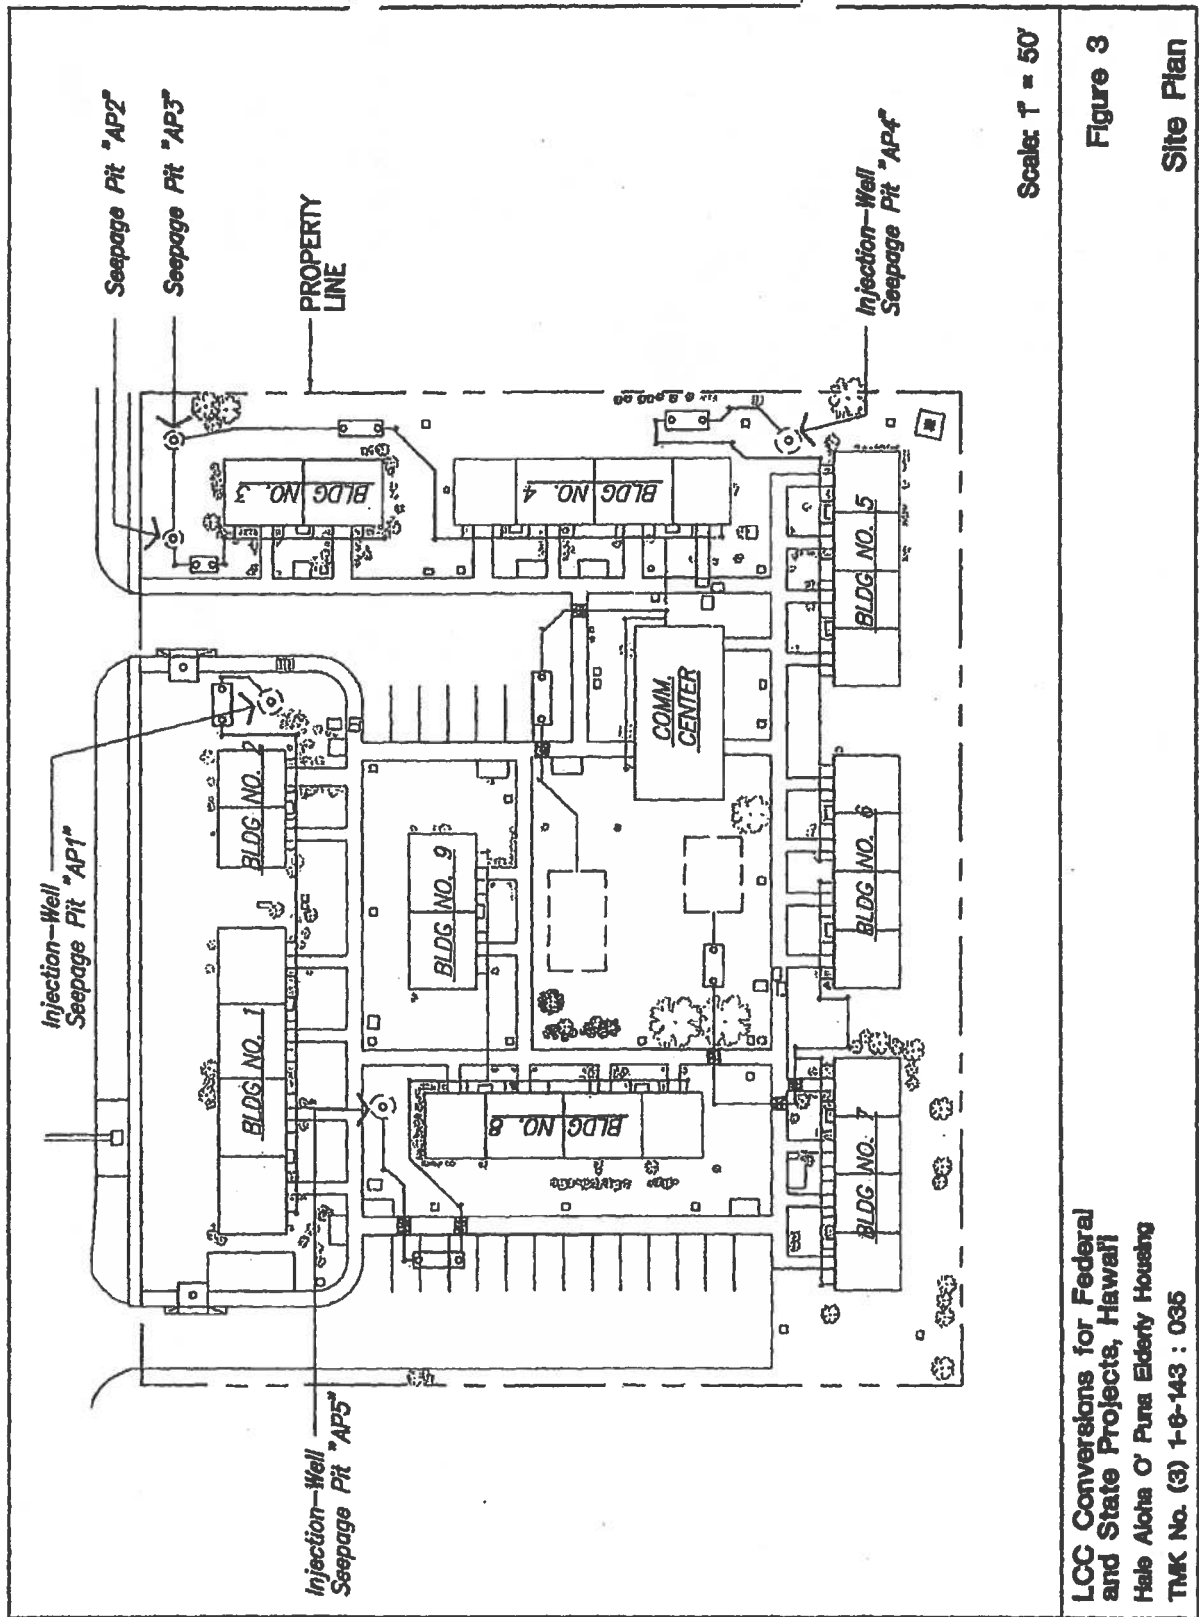 Seepage Pit "AP2"
Seepage Pit "AP3"
PROPERTY
LINE
Injection-Well
Seepage Pit "AP4"
Injection-Well
Seepage Pit "AP1"
Injection-Well
Seepage Pit "AP5"
BLDG NO. 1
BLDG NO. 2
BLDG NO. 3
BLDG NO. 4
BLDG NO. 5
BLDG NO. 6
BLDG NO. 7
BLDG NO. 8
BLDG NO. 9
COMM.
CENTER
Scale: 1" = 50'
LCC Conversions for Federal
and State Projects, Hawai'i
Hale Aloha O' Puna Elderly Housing
TMK No. (3) 1-6-143 : 035
Figure 3
Site Plan